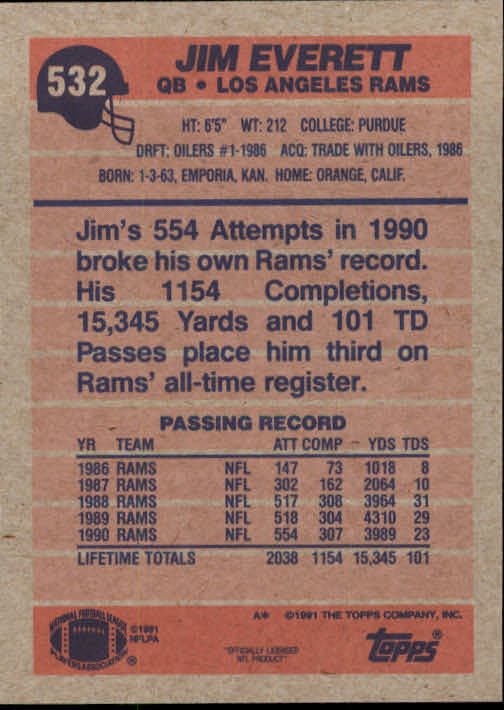 532
JIM EVERETT
QB • LOS ANGELES RAMS
HT: 6'5" WT: 212 COLLEGE: PURDUE
DRFT: OILERS #1-1986 ACQ: TRADE WITH OILERS, 1986
BORN: 1-3-63, EMPORIA, KAN. HOME: ORANGE, CALIF.
Jim's 554 Attempts in 1990
broke his own Rams' record.
His 1154 Completions,
15,345 Yards and 101 TD
Passes place him third on
Rams' all-time register.
PASSING RECORD
YR TEAM ATT COMP YDS TDS
1986 RAMS NFL 147 73 1018 8
1987 RAMS NFL 302 162 2064 10
1988 RAMS NFL 517 308 3964 31
1989 RAMS NFL 518 304 4310 29
1990 RAMS NFL 554 307 3989 23
LIFETIME TOTALS 2038 1154 15,345 101
NATIONAL FOOTBALL LEAGUE
PLAYERS ASSOCIATION
®
©1991
NFLPA
A* ©1991 THE TOPPS COMPANY, INC.
"OFFICIALLY LICENSED
NFL PRODUCT"
topps®